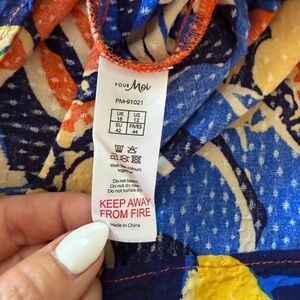 POUR Moi
PM-91021
UK US
16 12
EU FR/ES
42 44
Wash like colours
together.
Do not bleach
Do not dry clean
Do not tumble dry
KEEP AWAY
FROM FIRE
Made in China